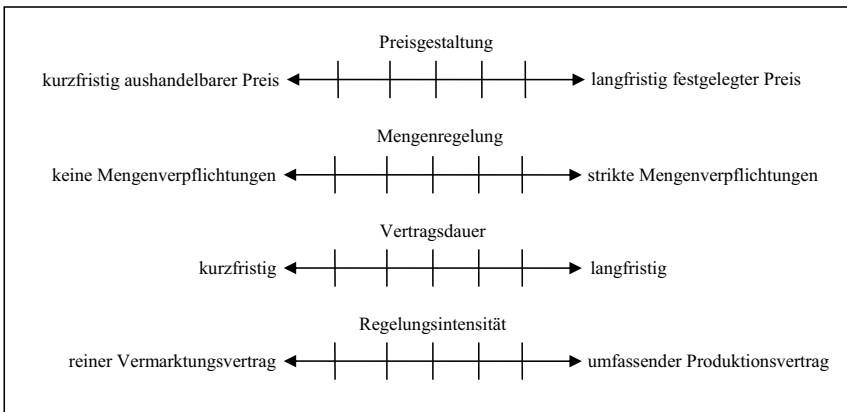 Preisgestaltung
kurzfristig aushandelbarer Preis langfristig festgelegter Preis
Mengenregelung
keine Mengenverpflichtungen strikte Mengenverpflichtungen
Vertragsdauer
kurzfristig langfristig
Regelungsintensität
reiner Vermarktungsvertrag umfassender Produktionsvertrag